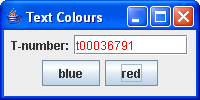 Text Colours
T-number: t00036791
blue red